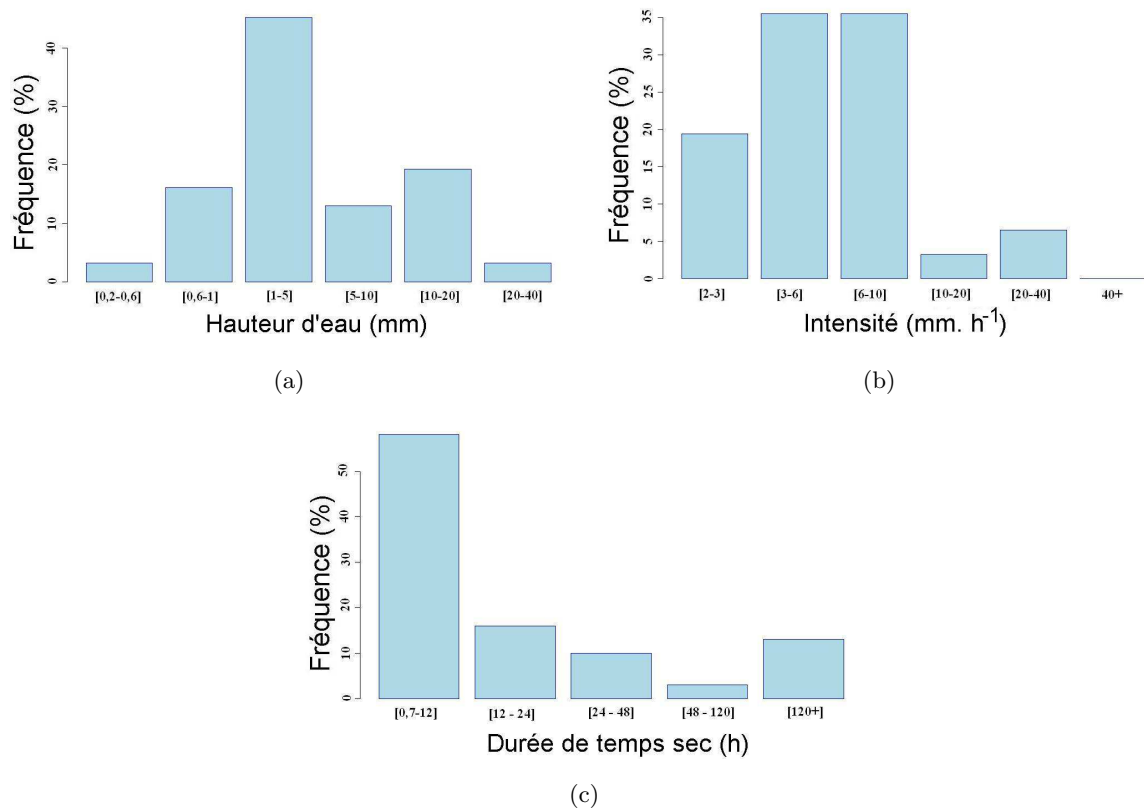 Fréquence (%)
0 10 20 30 40
[0,2-0,6] [0,6-1] [1-5] [5-10] [10-20] [20-40]
Hauteur d'eau (mm)
(a)
Fréquence (%)
0 5 10 15 20 25 30 35
[2-3] [3-6] [6-10] [10-20] [20-40] 40+
Intensité (mm. h⁻¹)
(b)
Fréquence (%)
0 10 20 30 40 50
[0,7-12] [12 - 24] [24 - 48] [48 - 120] [120+]
Durée de temps sec (h)
(c)